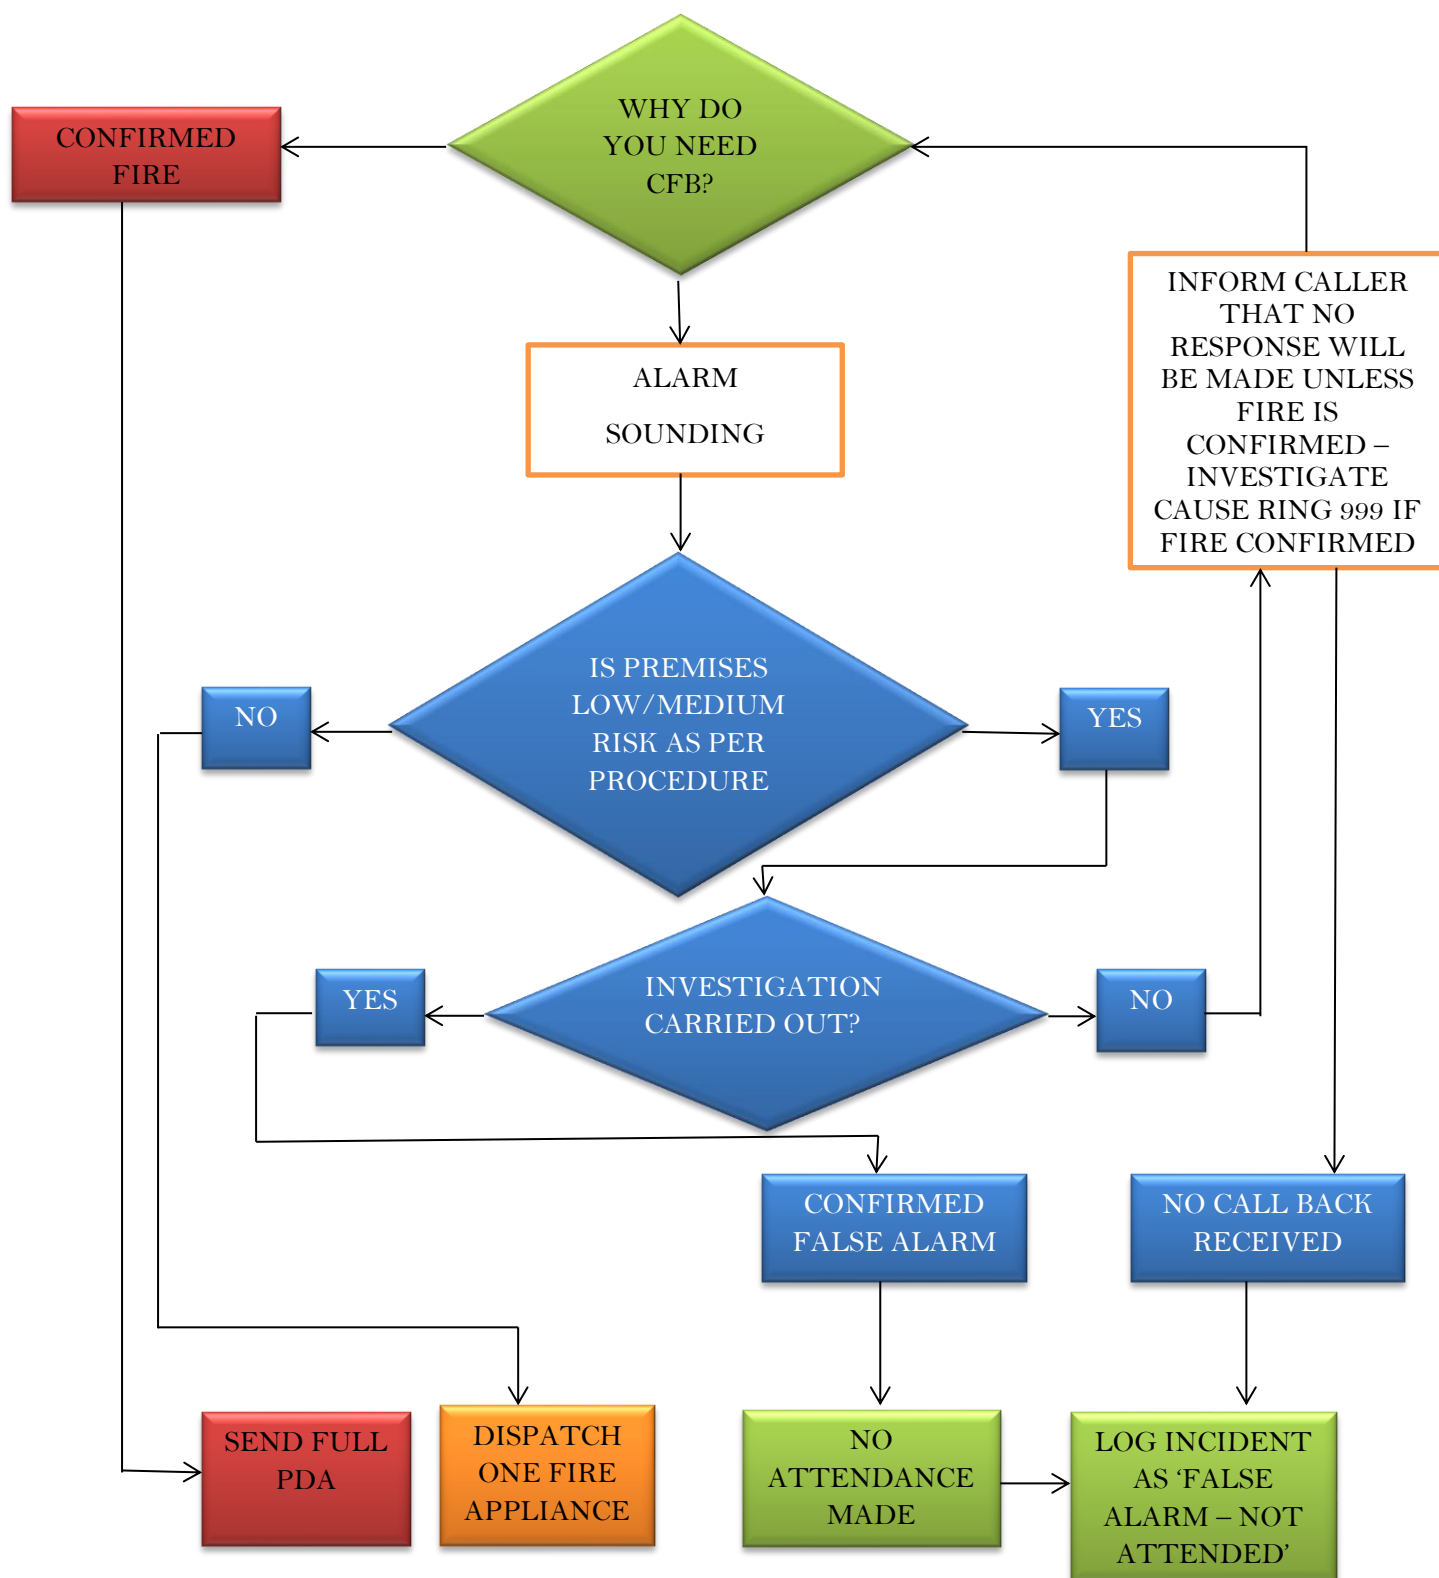 WHY DO
YOU NEED
CFB?
CONFIRMED
FIRE
INFORM CALLER
THAT NO
RESPONSE WILL
BE MADE UNLESS
FIRE IS
CONFIRMED –
INVESTIGATE
CAUSE RING 999 IF
FIRE CONFIRMED
ALARM
SOUNDING
IS PREMISES
LOW/MEDIUM
RISK AS PER
PROCEDURE
NO
YES
INVESTIGATION
CARRIED OUT?
YES
NO
CONFIRMED
FALSE ALARM
NO CALL BACK
RECEIVED
SEND FULL
PDA
DISPATCH
ONE FIRE
APPLIANCE
NO
ATTENDANCE
MADE
LOG INCIDENT
AS ‘FALSE
ALARM – NOT
ATTENDED’